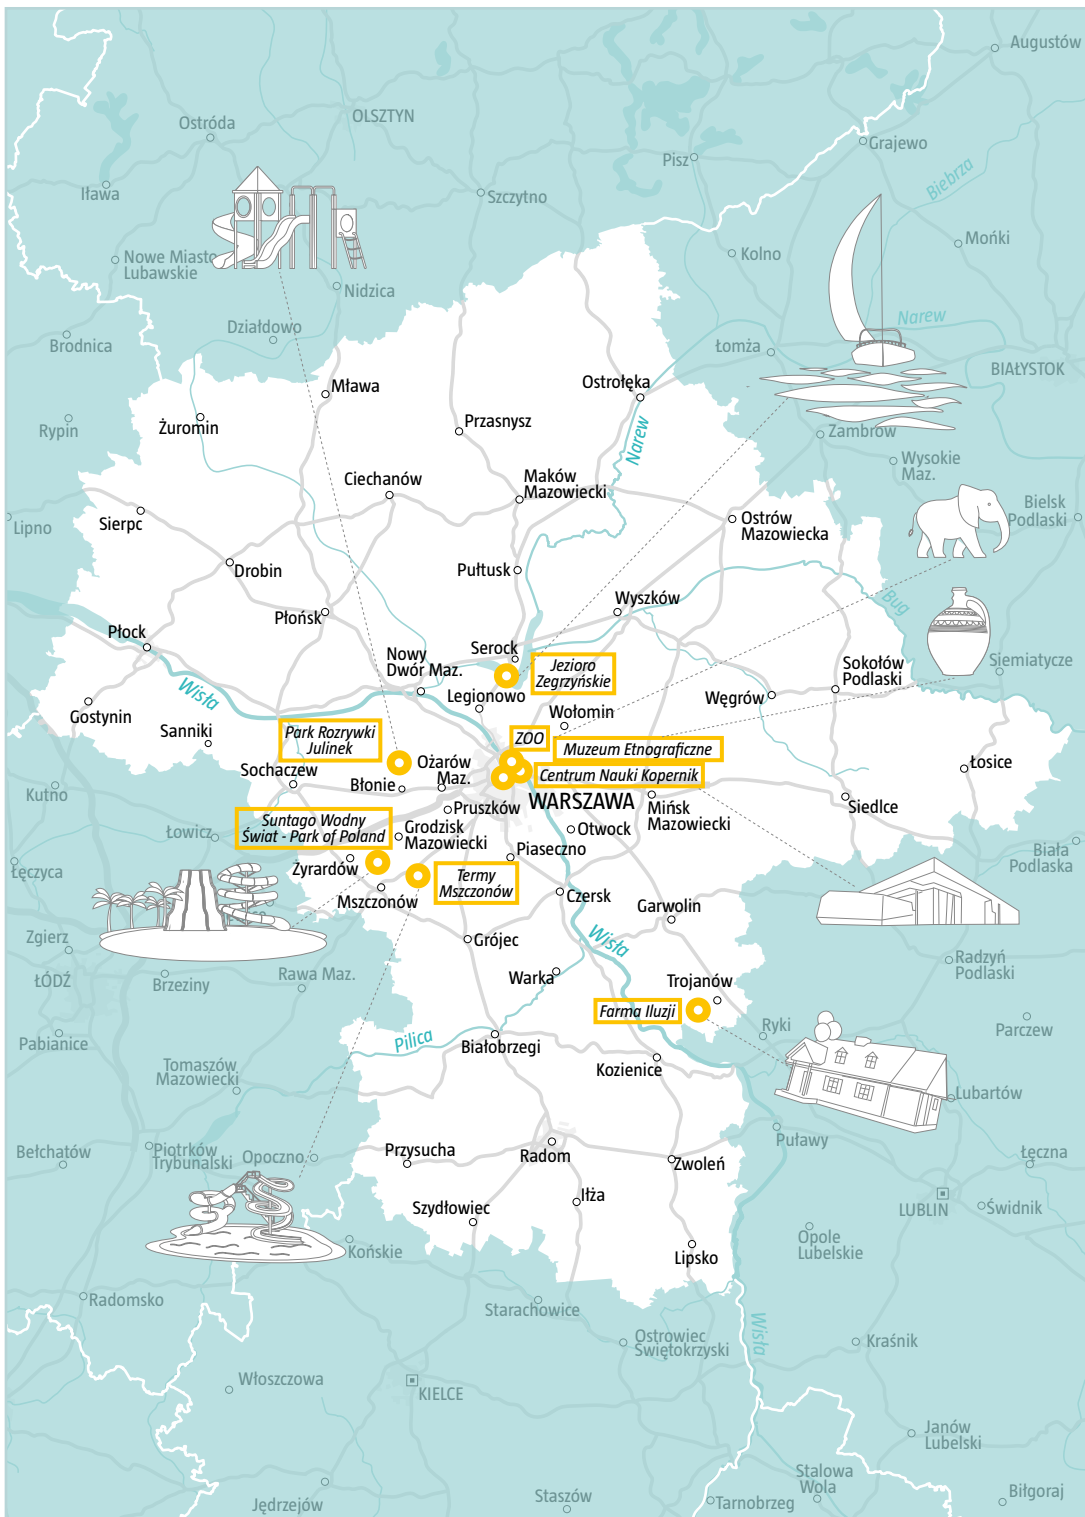 Augustów
OLSZTYN
Ostróda
Grajewo
Pisz
Biebrza
Iława
Szczytno
Mońki
Nowe Miasto
Lubawskie
Kolno
Nidzica
Narew
Działdowo
Brodnica
Łomża
BIAŁYSTOK
Mława
Ostrołęka
Rypin
Żuromin
Przasnysz
Narew
Zambrów
Wysokie
Maz.
Ciechanów
Maków
Mazowiecki
Bielsk
Podlaski
Lipno
Sierpc
Ostrów
Mazowiecka
Drobin
Pułtusk
Bug
Płońsk
Wyszków
Płock
Nowy
Dwór Maz.
Serock
Jezioro
Zegrzyńskie
Sokołów
Podlaski
Siemiatycze
Wisła
Legionowo
Węgrów
Gostynin
Sanniki
Park Rozrywki
Julinek
Wołomin
ZOO
Muzeum Etnograficzne
Ożarów
Maz.
Sochaczew
Błonie
Centrum Nauki Kopernik
Łosice
Kutno
WARSZAWA
Pruszków
Mińsk
Mazowiecki
Siedlce
Suntago Wodny
Świat - Park of Poland
Łowicz
Grodzisk
Mazowiecki
Otwock
Piaseczno
Biała
Podlaska
Łęczyca
Żyrardów
Termy
Mszczonów
Mszczonów
Czersk
Garwolin
Zgierz
Grójec
Wisła
ŁÓDŹ
Brzeziny
Rawa Maz.
Warka
Radzyń
Podlaski
Trojanów
Farma Iluzji
Ryki
Parczew
Pabianice
Pilica
Białobrzegi
Kozienice
Tomaszów
Mazowiecki
Lubartów
Bełchatów
Piotrków
Trybunalski
Opoczno
Przysucha
Radom
Zwoleń
Puławy
Łęczna
Szydłowiec
Iłża
LUBLIN
Świdnik
Końskie
Opole
Lubelskie
Lipsko
Radomsko
Starachowice
Wisła
Ostrowiec
Świętokrzyski
Kraśnik
Włoszczowa
KIELCE
Janów
Lubelski
Stalowa
Wola
Jędrzejów
Staszów
Tarnobrzeg
Biłgoraj